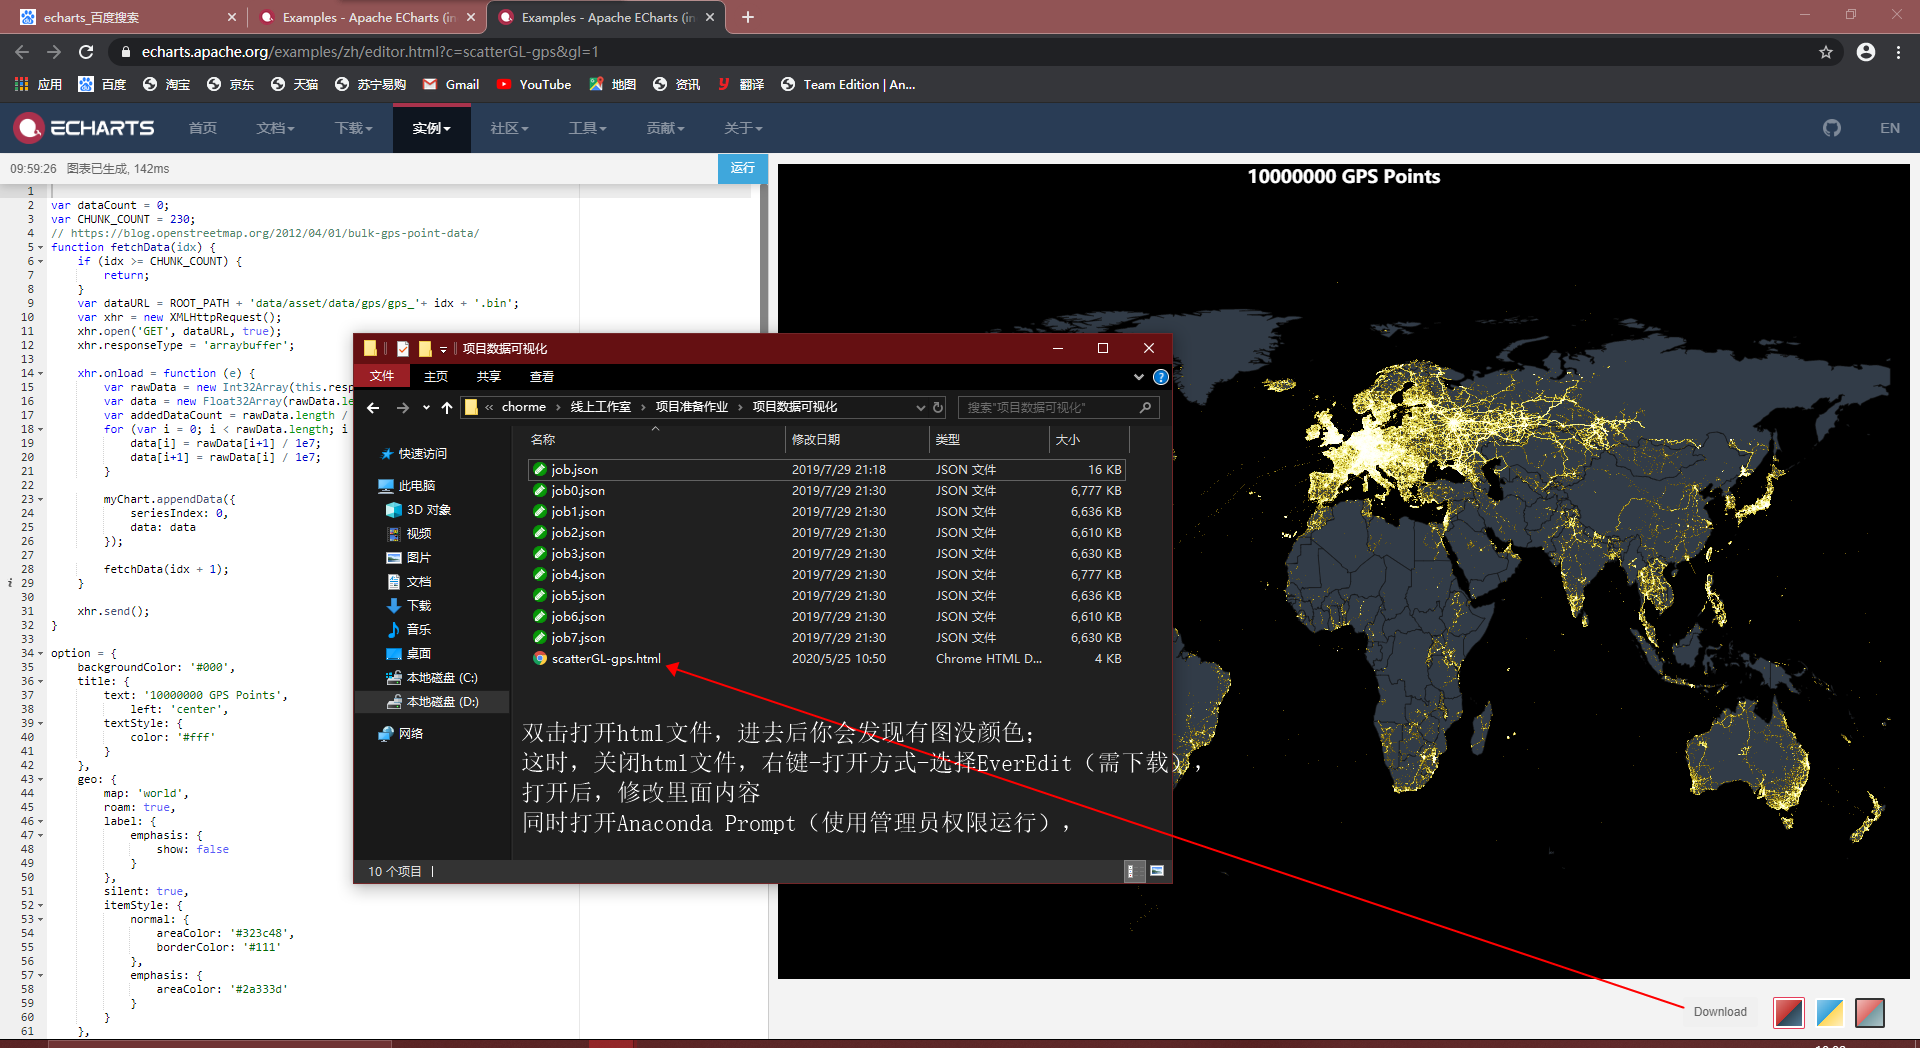 echarts_百度搜索
Examples - Apache ECharts (in
Examples - Apache ECharts (in
echarts.apache.org/examples/zh/editor.html?c=scatterGL-gps&gl=1
应用 百度 淘宝 京东 天猫 苏宁易购 Gmail YouTube 地图 资讯 翻译 Team Edition | An...
ECHARTS 首页 文档 下载 实例 社区 工具 贡献 关于 EN
09:59:26 图表已生成, 142ms 运行
10000000 GPS Points
1
2 var dataCount = 0;
3 var CHUNK_COUNT = 230;
4 // https://blog.openstreetmap.org/2012/04/01/bulk-gps-point-data/
5 function fetchData(idx) {
6 if (idx >= CHUNK_COUNT) {
7 return;
8 }
9 var dataURL = ROOT_PATH + 'data/asset/data/gps/gps_'+ idx + '.bin';
10 var xhr = new XMLHttpRequest();
11 xhr.open('GET', dataURL, true);
12 xhr.responseType = 'arraybuffer';
13
14 xhr.onload = function (e) {
15 var rawData = new Int32Array(this.resp
16 var data = new Float32Array(rawData.le
17 var addedDataCount = rawData.length /
18 for (var i = 0; i < rawData.length; i
19 data[i] = rawData[i+1] / 1e7;
20 data[i+1] = rawData[i] / 1e7;
21 }
22
23 myChart.appendData({
24 seriesIndex: 0,
25 data: data
26 });
27
28 fetchData(idx + 1);
29 }
30
31 xhr.send();
32 }
33
34 option = {
35 backgroundColor: '#000',
36 title: {
37 text: '10000000 GPS Points',
38 left: 'center',
39 textStyle: {
40 color: '#fff'
41 }
42 },
43 geo: {
44 map: 'world',
45 roam: true,
46 label: {
47 emphasis: {
48 show: false
49 }
50 },
51 silent: true,
52 itemStyle: {
53 normal: {
54 areaColor: '#323c48',
55 borderColor: '#111'
56 },
57 emphasis: {
58 areaColor: '#2a333d'
59 }
60 }
61 },
项目数据可视化
文件 主页 共享 查看
« chorme › 线上工作室 › 项目准备作业 › 项目数据可视化
搜索"项目数据可视化"
快速访问
此电脑
3D 对象
视频
图片
文档
下载
音乐
桌面
本地磁盘 (C:)
本地磁盘 (D:)
网络
名称 修改日期 类型 大小
job.json 2019/7/29 21:18 JSON 文件 16 KB
job0.json 2019/7/29 21:30 JSON 文件 6,777 KB
job1.json 2019/7/29 21:30 JSON 文件 6,636 KB
job2.json 2019/7/29 21:30 JSON 文件 6,610 KB
job3.json 2019/7/29 21:30 JSON 文件 6,630 KB
job4.json 2019/7/29 21:30 JSON 文件 6,777 KB
job5.json 2019/7/29 21:30 JSON 文件 6,636 KB
job6.json 2019/7/29 21:30 JSON 文件 6,610 KB
job7.json 2019/7/29 21:30 JSON 文件 6,630 KB
scatterGL-gps.html 2020/5/25 10:50 Chrome HTML D... 4 KB
双击打开html文件，进去后你会发现有图没颜色；
这时，关闭html文件，右键-打开方式-选择EverEdit（需下载），
打开后，修改里面内容
同时打开Anaconda Prompt（使用管理员权限运行），
10 个项目
Download